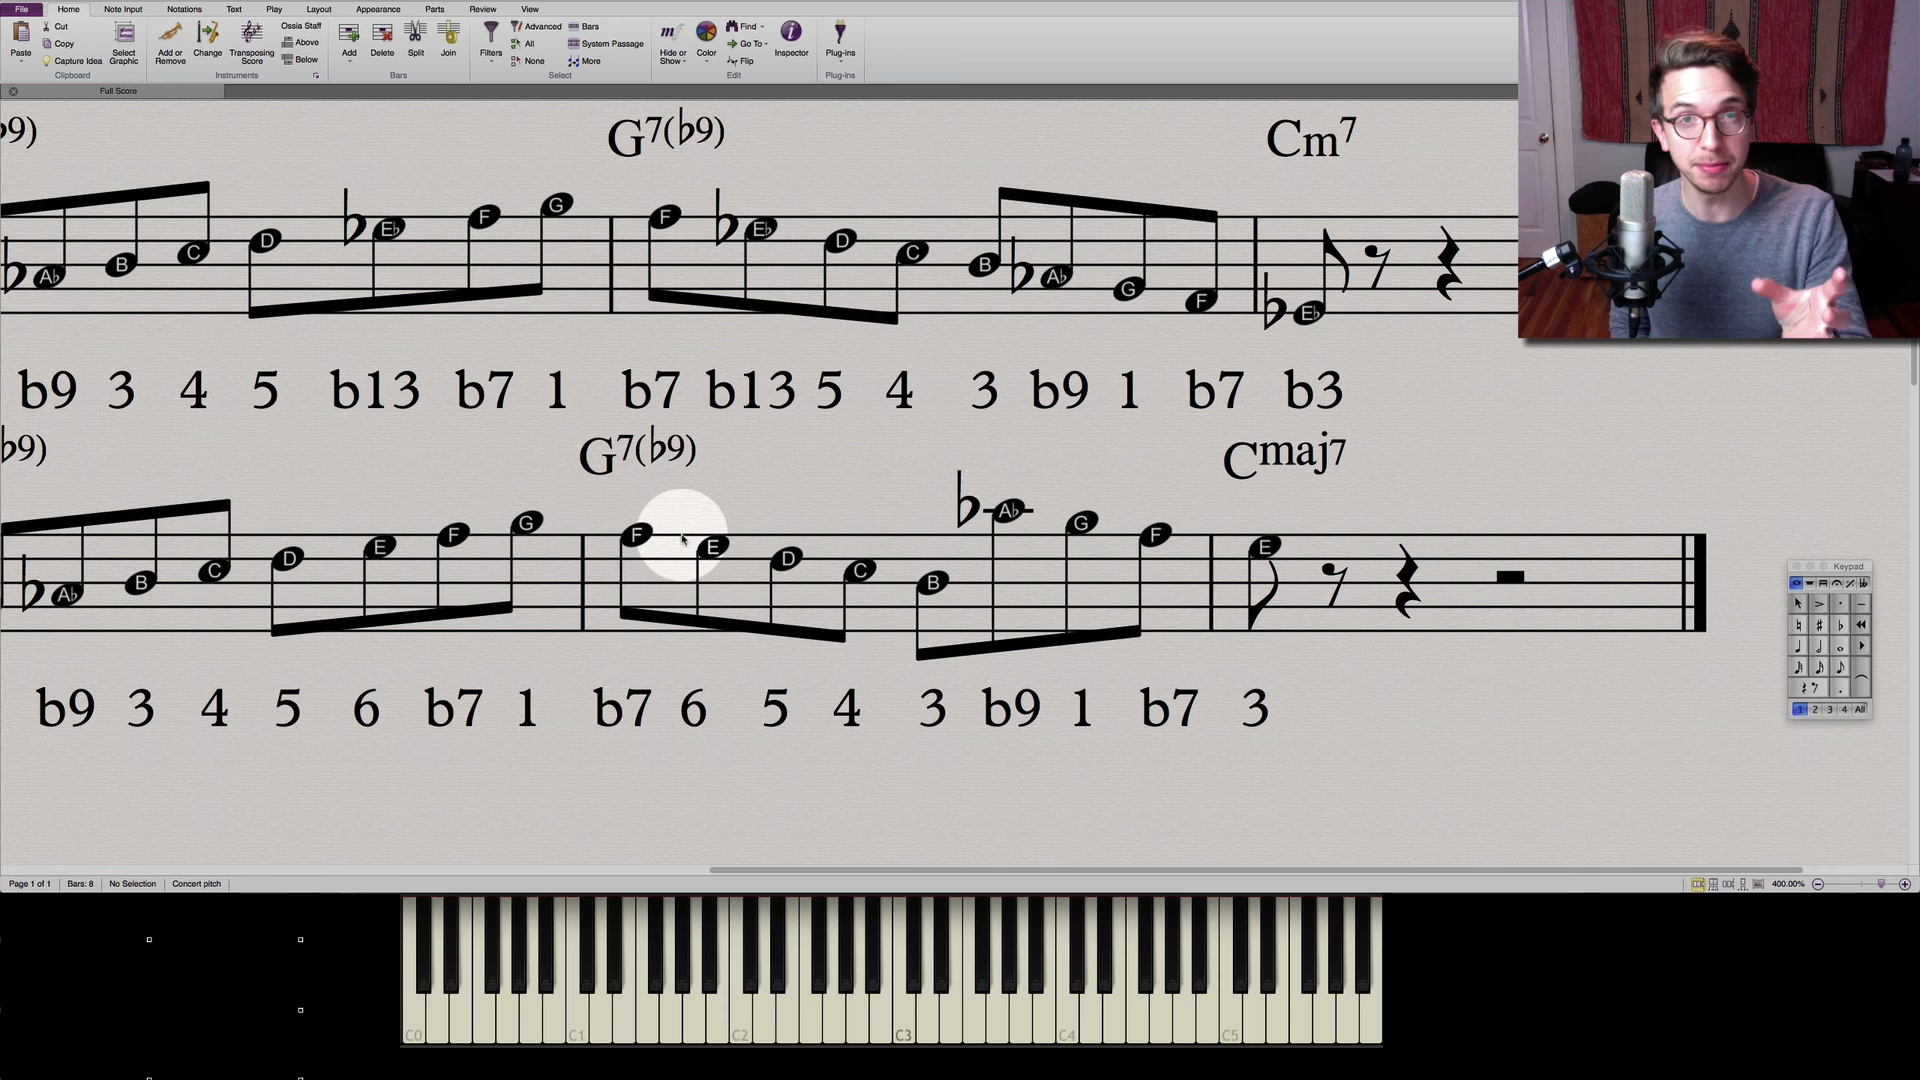 File Home Note Input Notations Text Play Layout Appearance Parts Review View
Paste Cut Copy Capture Idea Select Graphic Add or Remove Change Transposing Score Ossia Staff Above Below Add Delete Split Join Filters Advanced All None Bars System Passage More Hide or Show Color Find Go To Flip Inspector Plug-ins
Clipboard Instruments Bars Select Edit Plug-ins
Full Score
b9) G7(♭9) Cm7
A♭ B C D E♭ F G F E♭ D C B A♭ G F E♭
b9 3 4 5 b13 b7 1 b7 b13 5 4 3 b9 1 b7 b3
♭9) G7(♭9) Cmaj7
A♭ B C D E F G F E D C B A♭ G F E
b9 3 4 5 6 b7 1 b7 6 5 4 3 b9 1 b7 3
Keypad
1 2 3 4 All
Page 1 of 1 Bars: 8 No Selection Concert pitch 400.00%
C0 C1 C2 C3 C4 C5